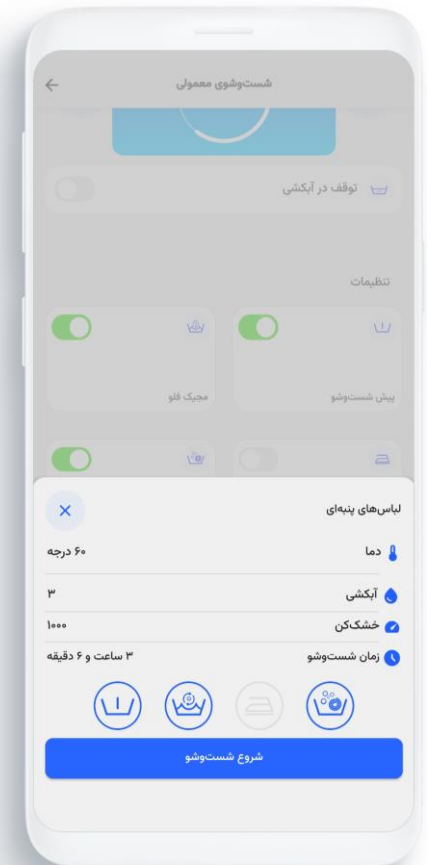 شست‌وشوی معمولی
توقف در آبکشی
تنظیمات
پیش شست‌وشو
مجیک فلو
لباس‌های پنبه‌ای
دما ۶۰ درجه
آبکشی ۳
خشک‌کن ۱۰۰۰
زمان شست‌وشو ۳ ساعت و ۶ دقیقه
شروع شست‌وشو